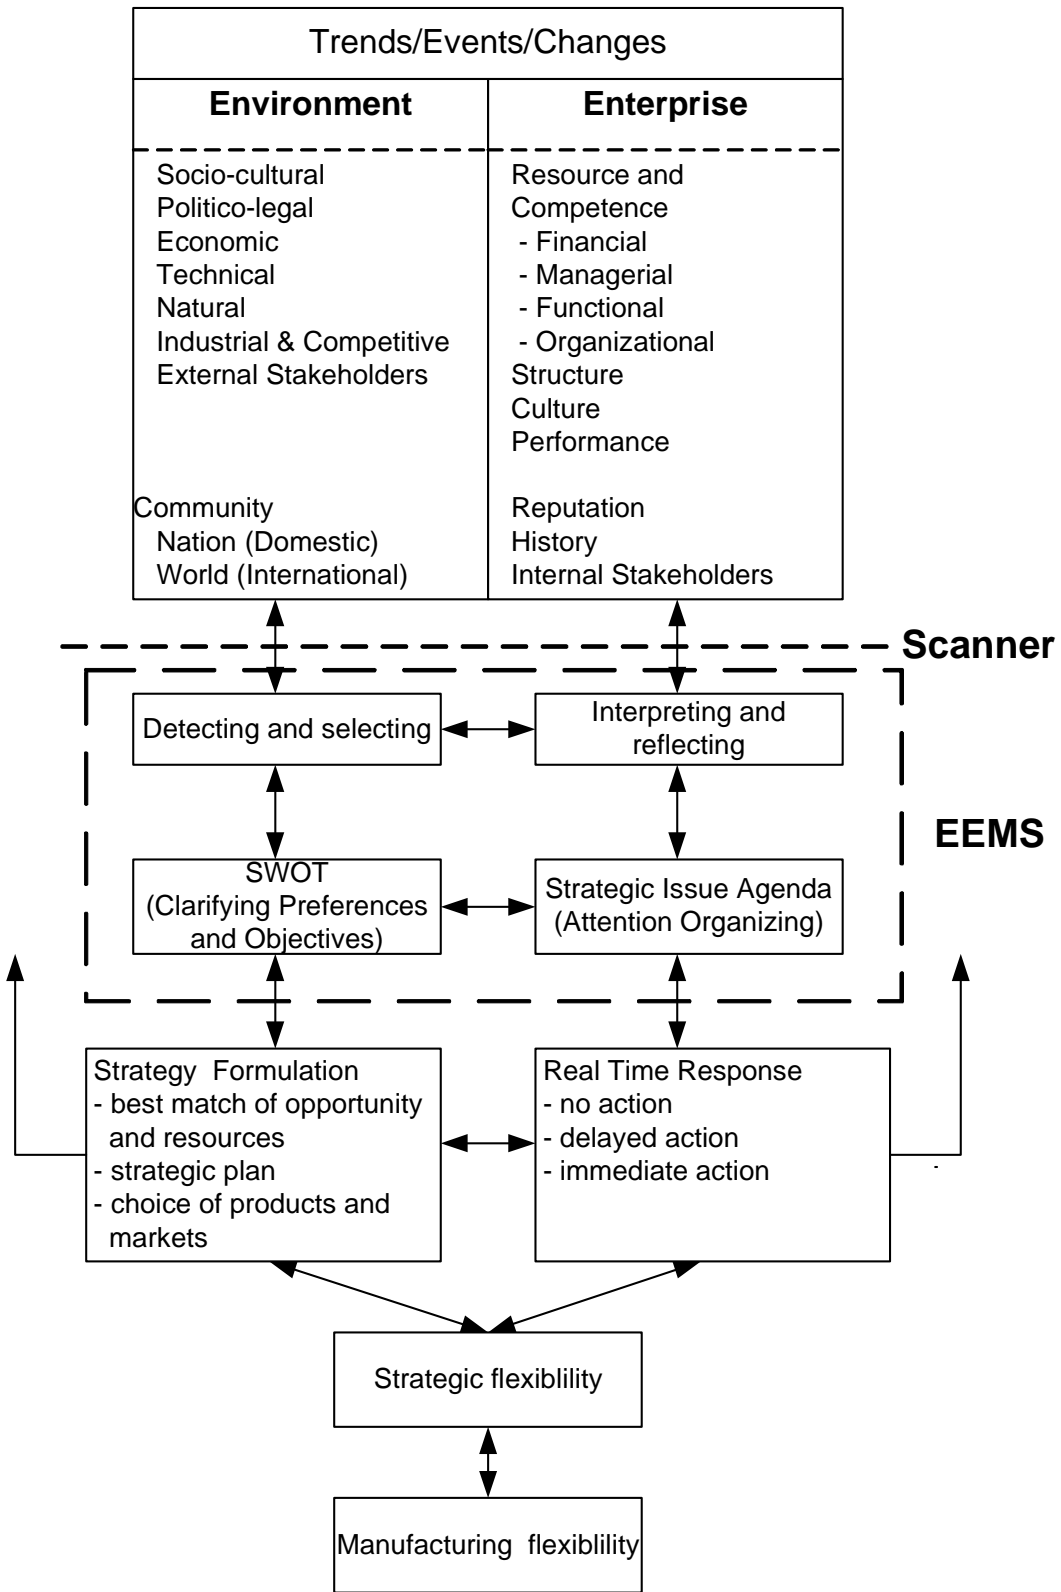 Trends/Events/Changes
Environment
Socio-cultural
Politico-legal
Economic
Technical
Natural
Industrial & Competitive
External Stakeholders
Community
Nation (Domestic)
World (International)
Enterprise
Resource and
Competence
- Financial
- Managerial
- Functional
- Organizational
Structure
Culture
Performance
Reputation
History
Internal Stakeholders
Scanner
Detecting and selecting
Interpreting and
reflecting
EEMS
SWOT
(Clarifying Preferences
and Objectives)
Strategic Issue Agenda
(Attention Organizing)
Strategy  Formulation
- best match of opportunity
and resources
- strategic plan
- choice of products and
markets
Real Time Response
- no action
- delayed action
- immediate action
-
Strategic flexiblility
Manufacturing  flexiblility